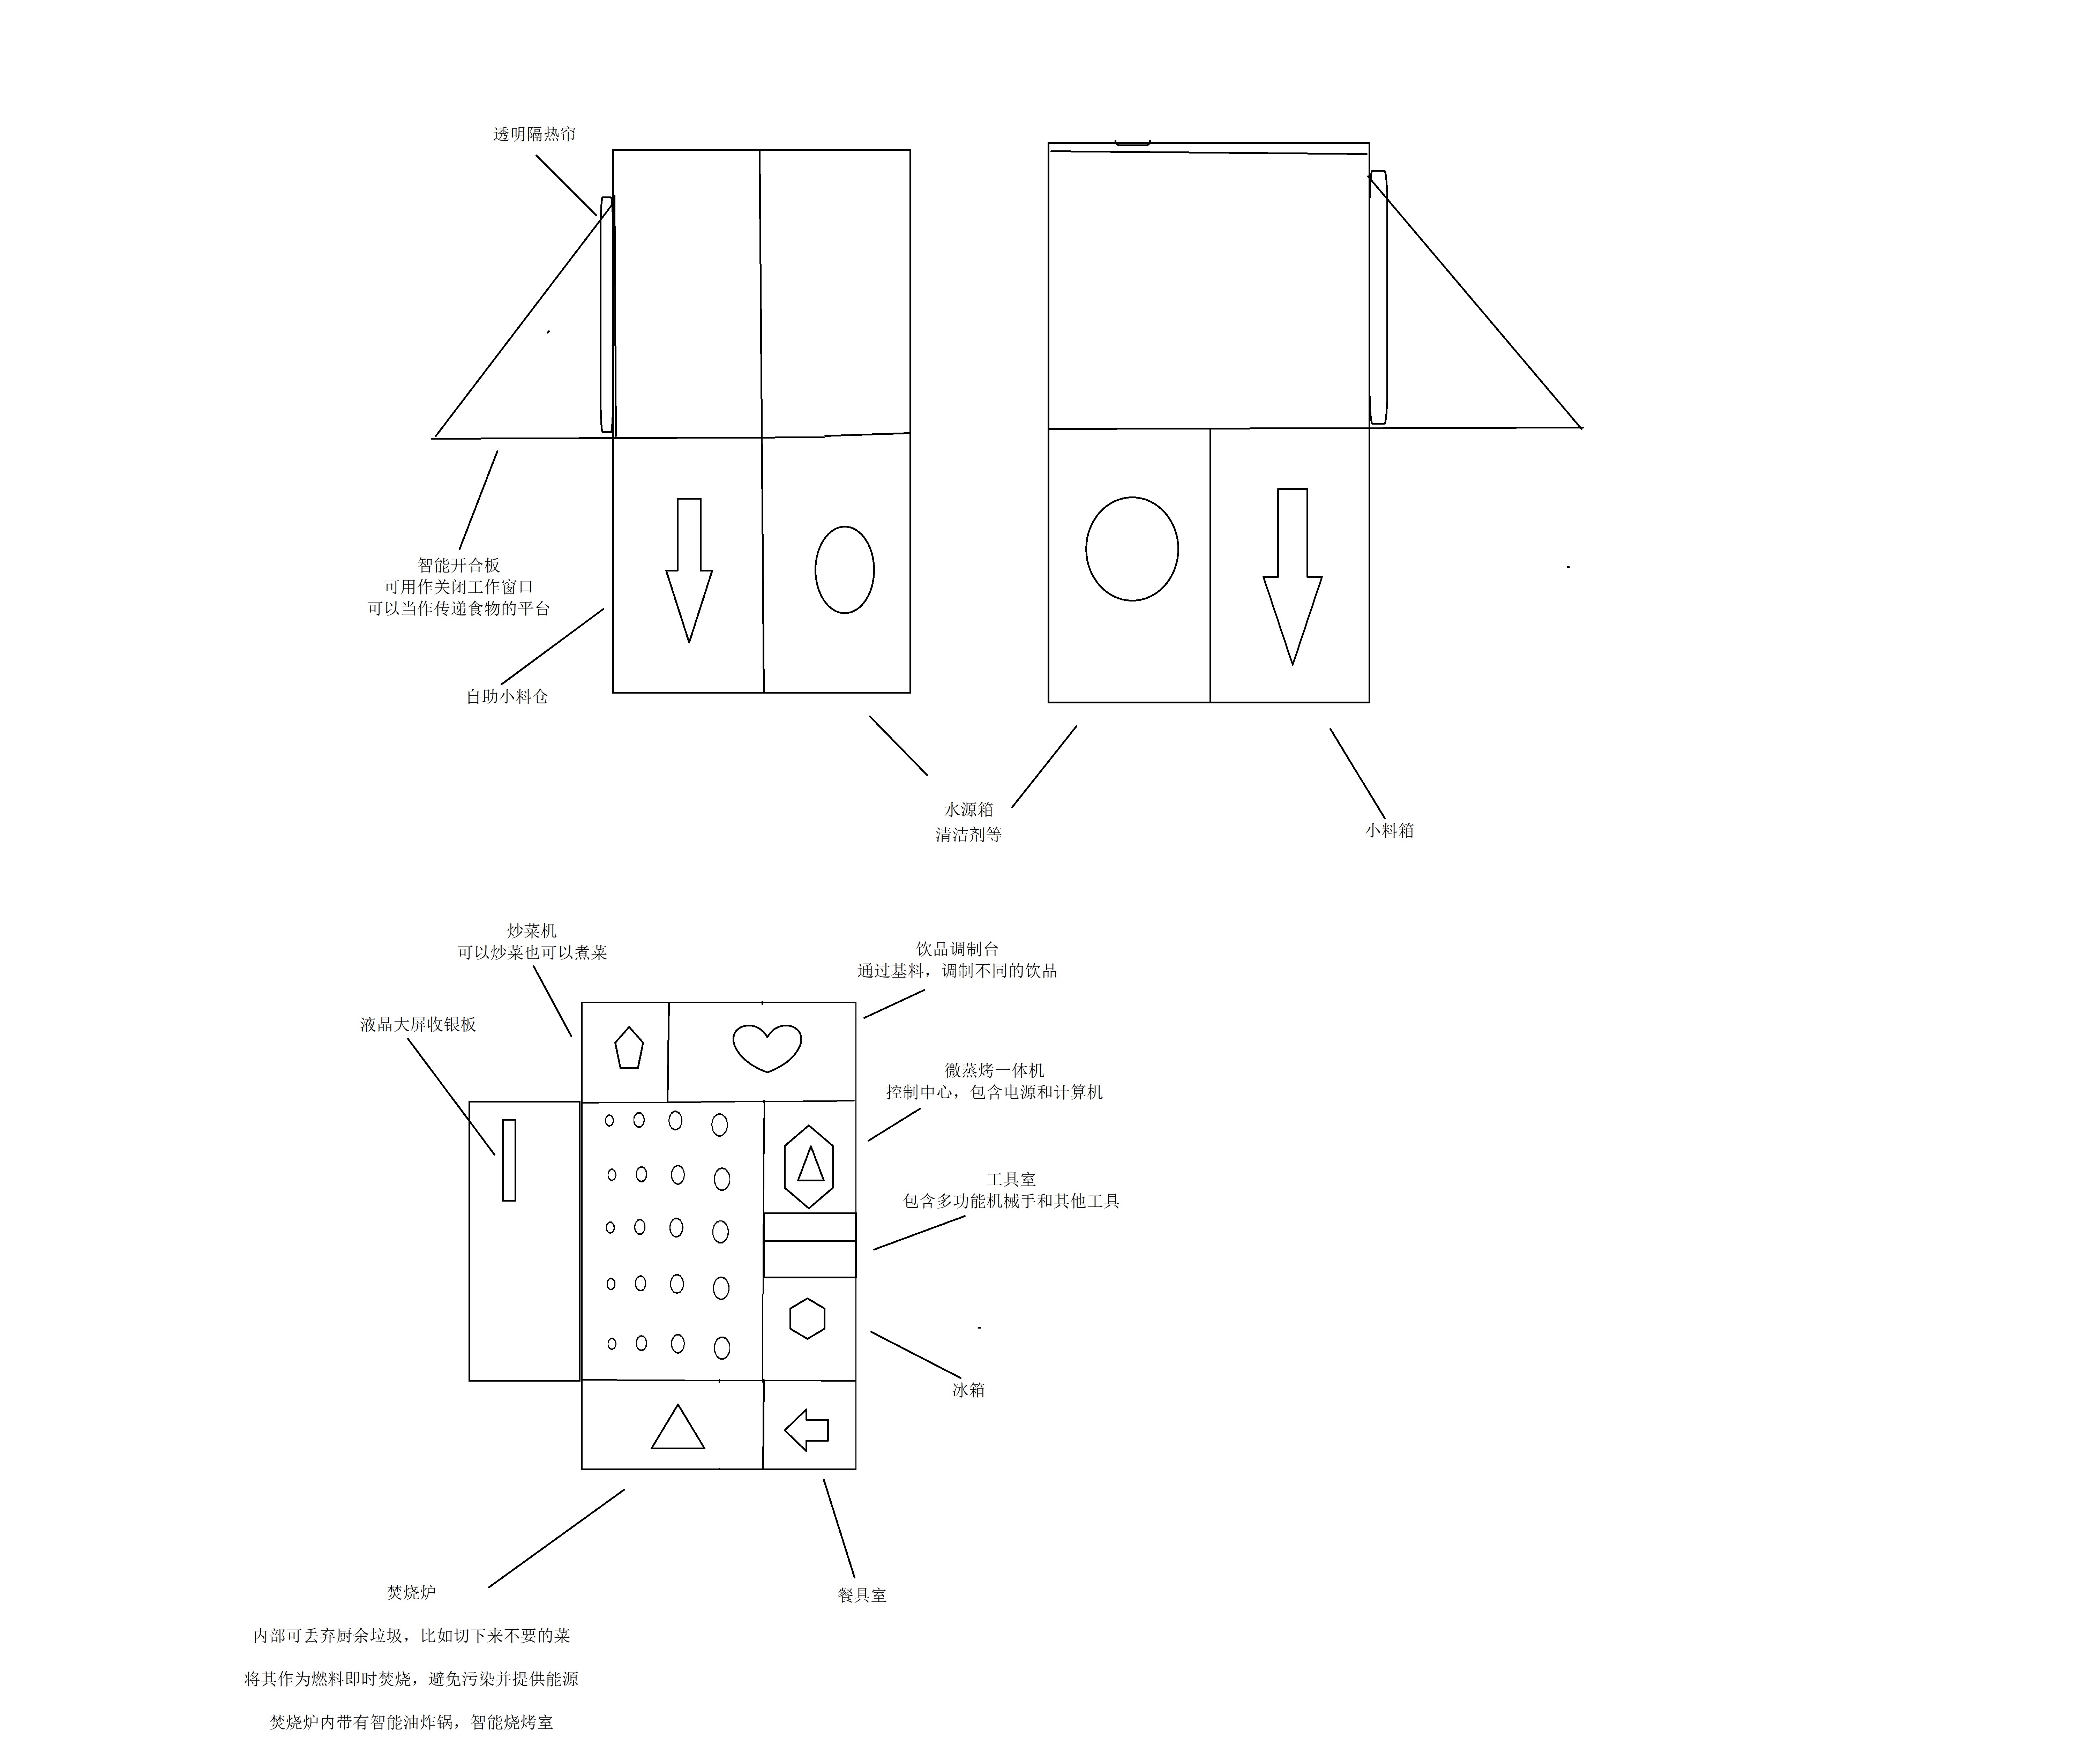 透明隔热帘
智能开合板
可用作关闭工作窗口
可以当作传递食物的平台
自助小料仓
水源箱
清洁剂等
小料箱
炒菜机
可以炒菜也可以煮菜
饮品调制台
通过基料，调制不同的饮品
液晶大屏收银板
微蒸烤一体机
控制中心，包含电源和计算机
工具室
包含多功能机械手和其他工具
冰箱
焚烧炉
内部可丢弃厨余垃圾，比如切下来不要的菜
将其作为燃料即时焚烧，避免污染并提供能源
焚烧炉内带有智能油炸锅，智能烧烤室
餐具室